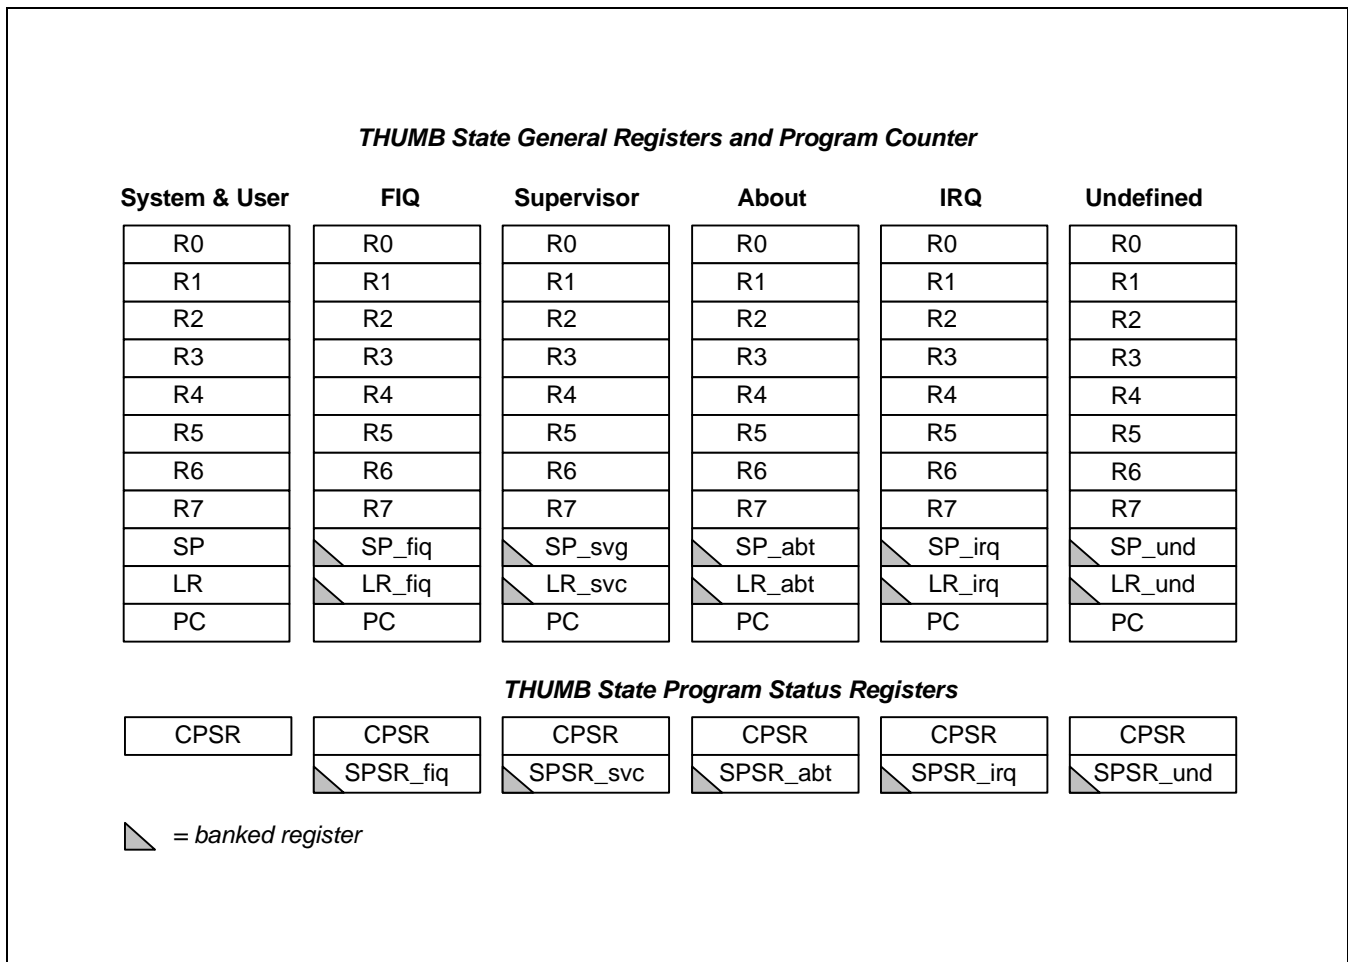 THUMB State General Registers and Program Counter
System & User FIQ Supervisor About IRQ Undefined
R0 R0 R0 R0 R0 R0
R1 R1 R1 R1 R1 R1
R2 R2 R2 R2 R2 R2
R3 R3 R3 R3 R3 R3
R4 R4 R4 R4 R4 R4
R5 R5 R5 R5 R5 R5
R6 R6 R6 R6 R6 R6
R7 R7 R7 R7 R7 R7
SP SP_fiq SP_svg SP_abt SP_irq SP_und
LR LR_fiq LR_svc LR_abt LR_irq LR_und
PC PC PC PC PC PC
THUMB State Program Status Registers
CPSR CPSR CPSR CPSR CPSR CPSR
SPSR_fiq SPSR_svc SPSR_abt SPSR_irq SPSR_und
= banked register